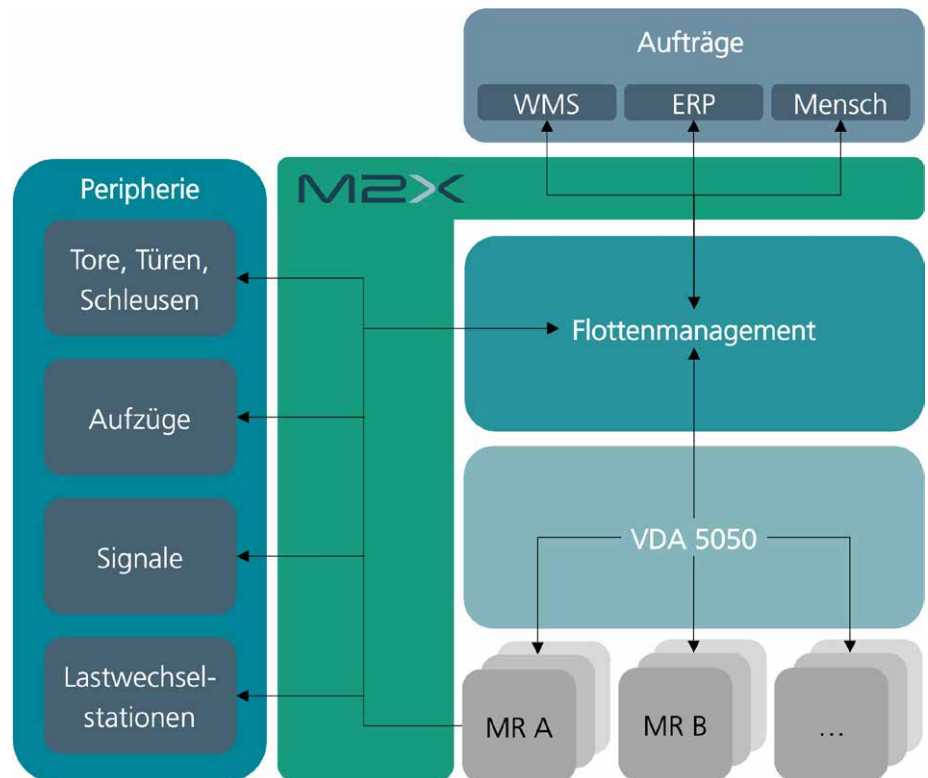 Aufträge
WMS
ERP
Mensch
M2X
Peripherie
Tore, Türen,
Schleusen
Aufzüge
Signale
Lastwechsel-
stationen
Flottenmanagement
VDA 5050
MR A
MR B
...